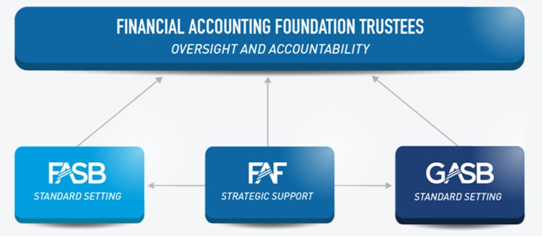 FINANCIAL ACCOUNTING FOUNDATION TRUSTEES
OVERSIGHT AND ACCOUNTABILITY
FASB
STANDARD SETTING
FAF
STRATEGIC SUPPORT
GASB
STANDARD SETTING